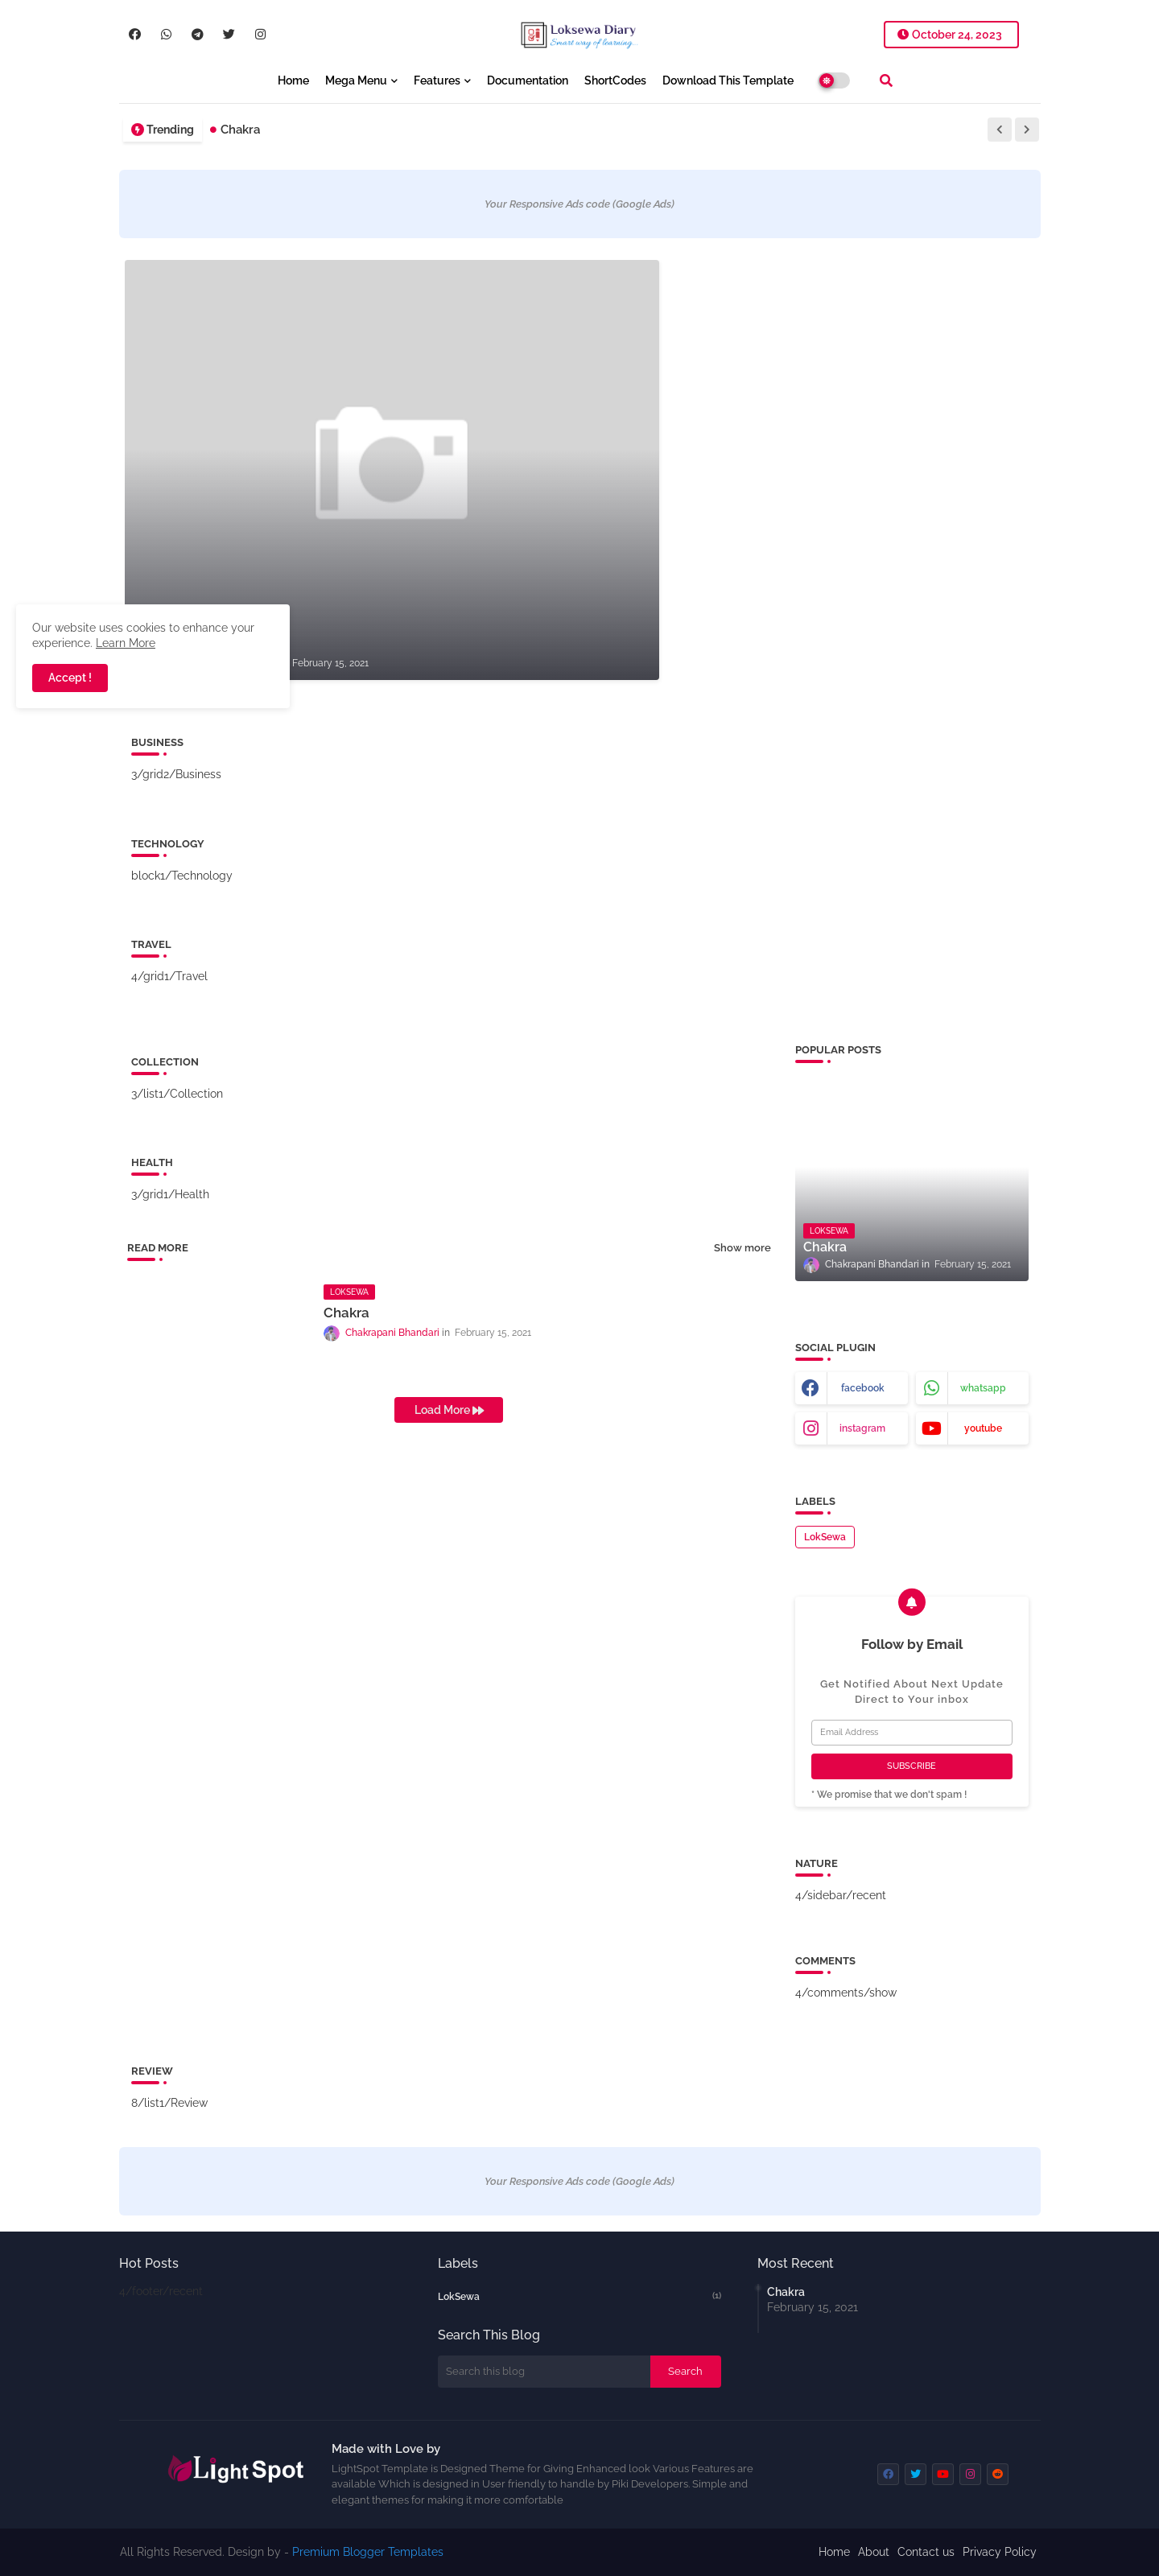 Loksewa Diary
Smart way of learning...
October 24, 2023
Home Mega Menu Features Documentation ShortCodes Download This Template
Trending Chakra
Your Responsive Ads code (Google Ads)
February 15, 2021
Our website uses cookies to enhance your
experience. Learn More
Accept !
BUSINESS
3/grid2/Business
TECHNOLOGY
block1/Technology
TRAVEL
4/grid1/Travel
COLLECTION
3/list1/Collection
HEALTH
3/grid1/Health
READ MORE Show more
LOKSEWA
Chakra
Chakrapani Bhandari in February 15, 2021
Load More
POPULAR POSTS
LOKSEWA
Chakra
Chakrapani Bhandari in February 15, 2021
SOCIAL PLUGIN
facebook whatsapp
instagram youtube
LABELS
LokSewa
Follow by Email
Get Notified About Next Update
Direct to Your inbox
Email Address
SUBSCRIBE
* We promise that we don't spam !
NATURE
4/sidebar/recent
COMMENTS
4/comments/show
REVIEW
8/list1/Review
Your Responsive Ads code (Google Ads)
Hot Posts
4/footer/recent
Labels
LokSewa (1)
Search This Blog
Search this blog Search
Most Recent
Chakra
February 15, 2021
LightSpot
Made with Love by
LightSpot Template is Designed Theme for Giving Enhanced look Various Features are
available Which is designed in User friendly to handle by Piki Developers. Simple and
elegant themes for making it more comfortable
All Rights Reserved. Design by - Premium Blogger Templates
Home About Contact us Privacy Policy